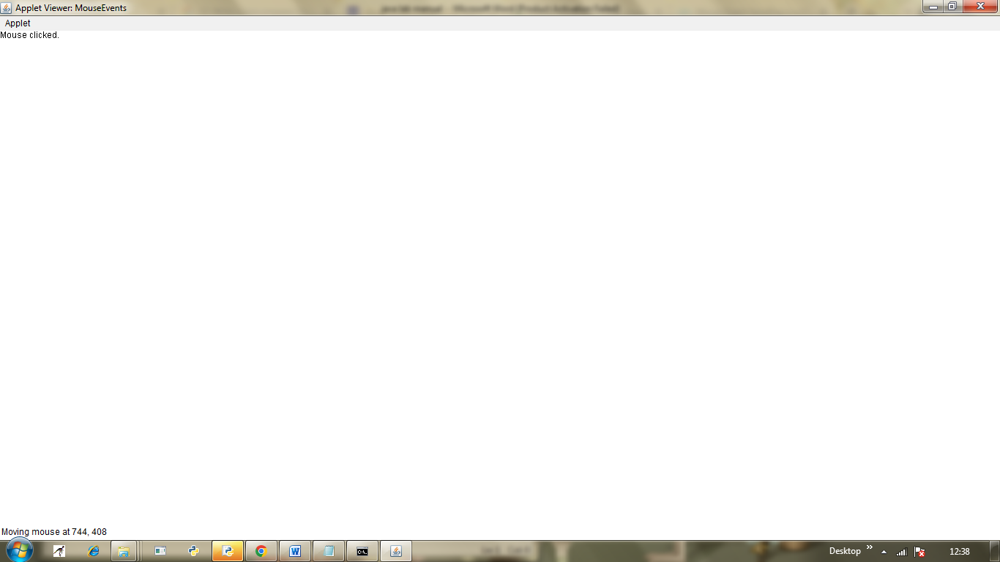 Applet Viewer: MouseEvents
Applet
Mouse clicked.
Moving mouse at 744, 408
Desktop
12:38